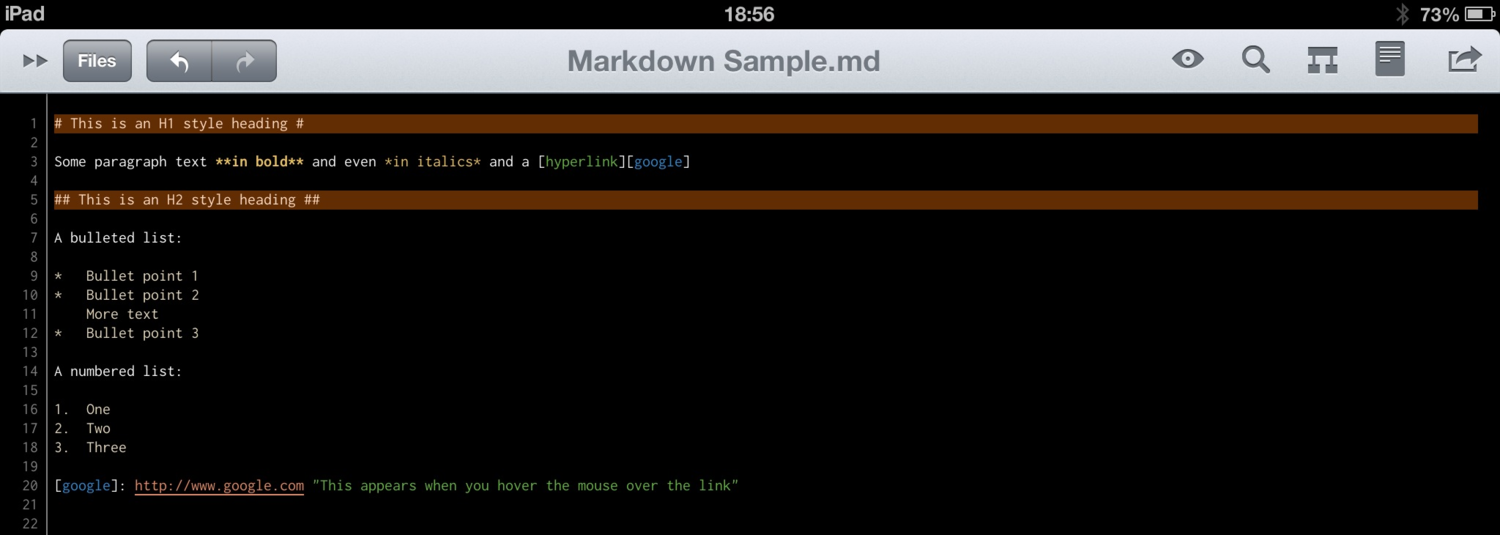 iPad 18:56 73%
Files Markdown Sample.md
1 # This is an H1 style heading #
2
3 Some paragraph text **in bold** and even *in italics* and a [hyperlink][google]
4
5 ## This is an H2 style heading ##
6
7 A bulleted list:
8
9 *   Bullet point 1
10 *   Bullet point 2
11     More text
12 *   Bullet point 3
13
14 A numbered list:
15
16 1.  One
17 2.  Two
18 3.  Three
19
20 [google]: http://www.google.com "This appears when you hover the mouse over the link"
21
22